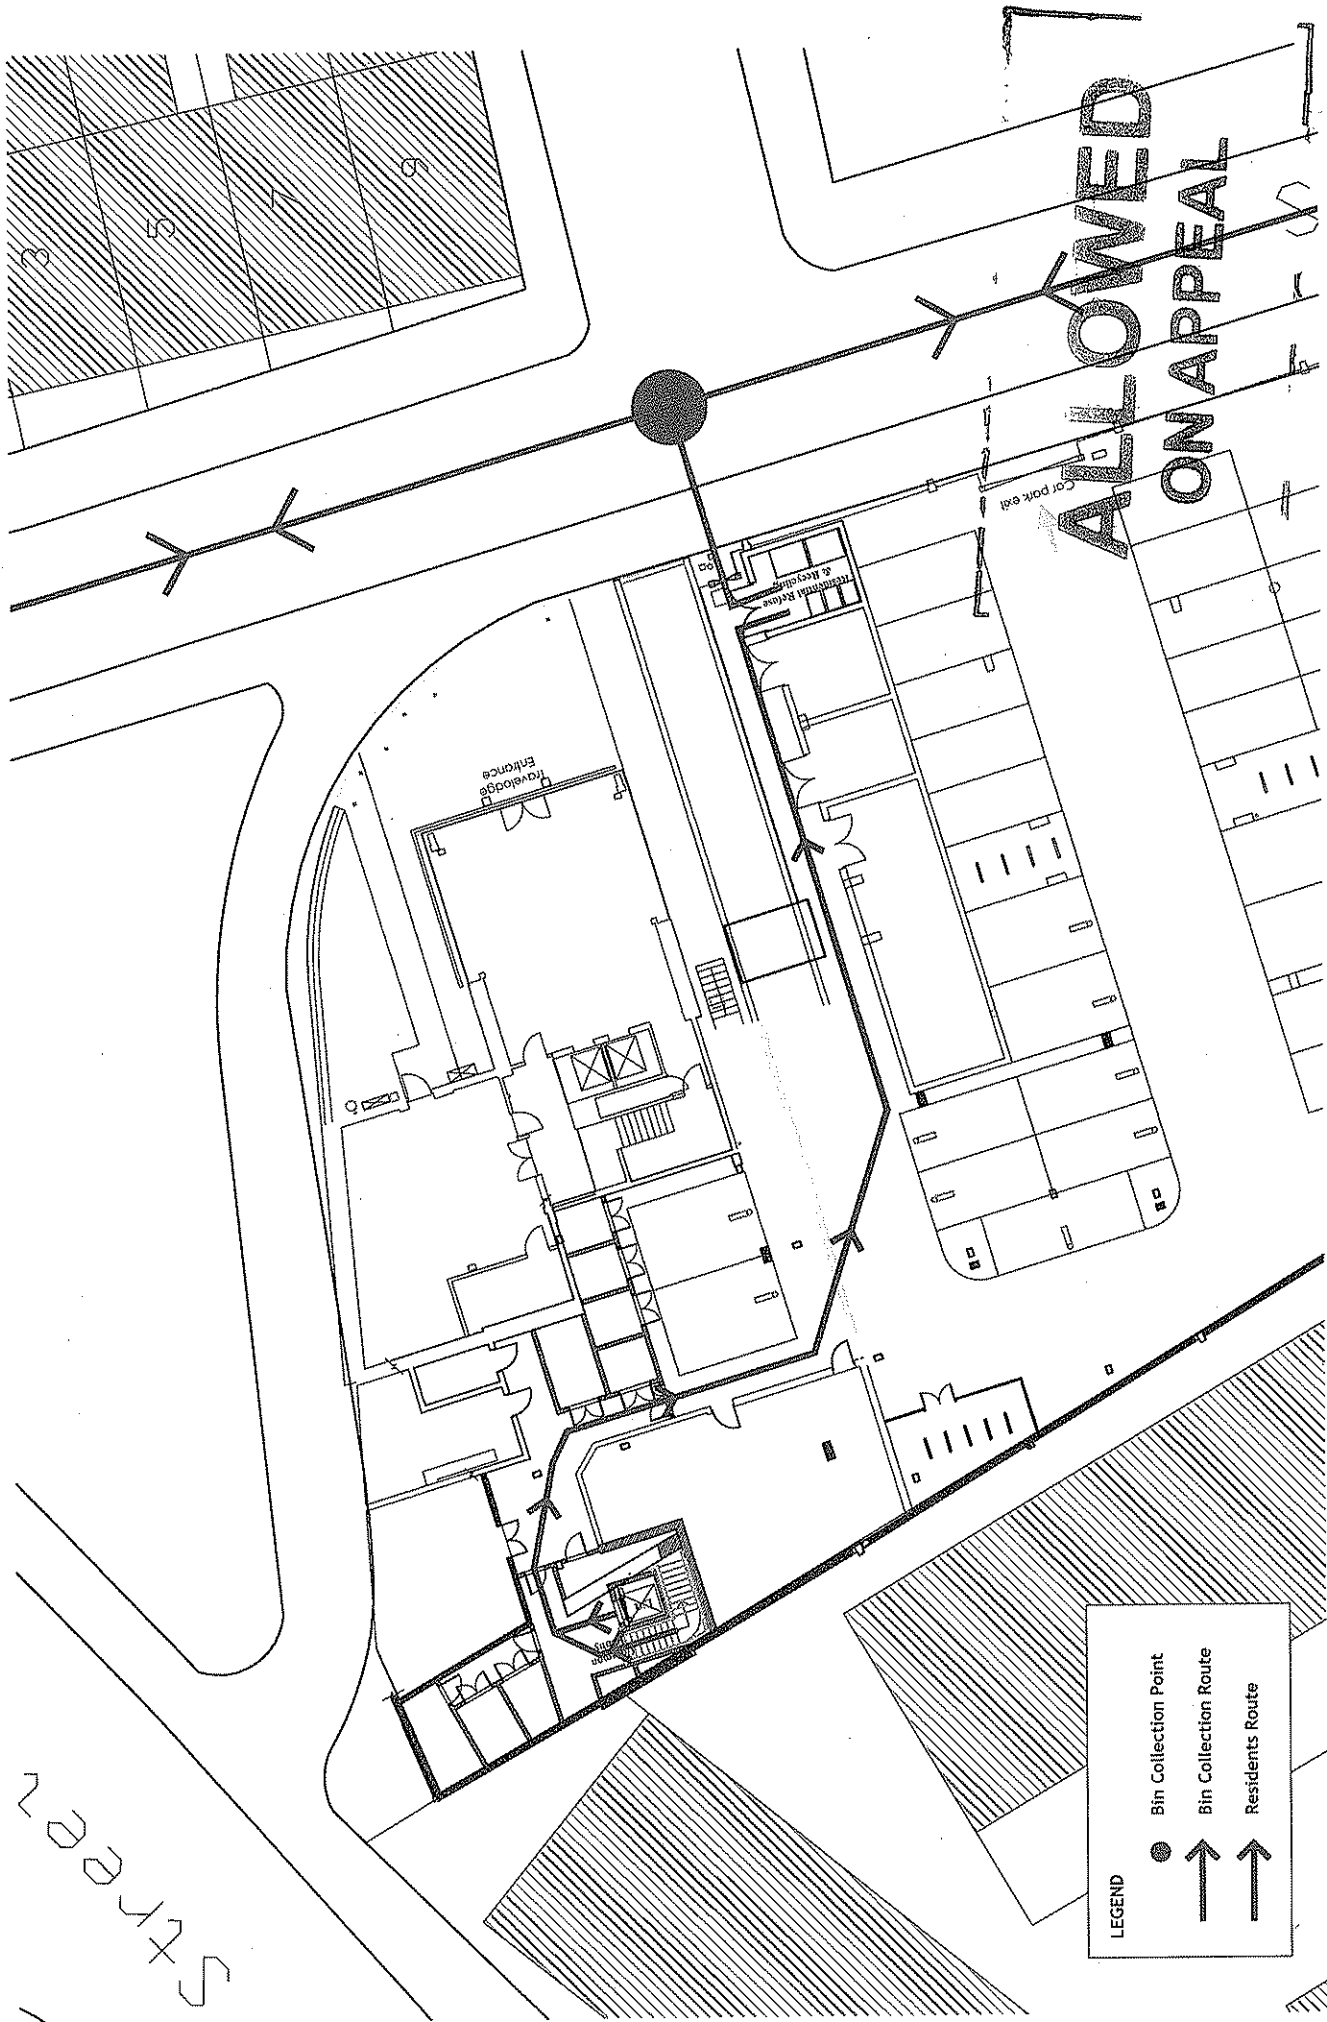 3
5
7
9
ALLOWED
ON APPEAL
Car park exit
Residential Refuse
& Recycling
Travelodge
Entrance
Street
LEGEND
Bin Collection Point
Bin Collection Route
Residents Route